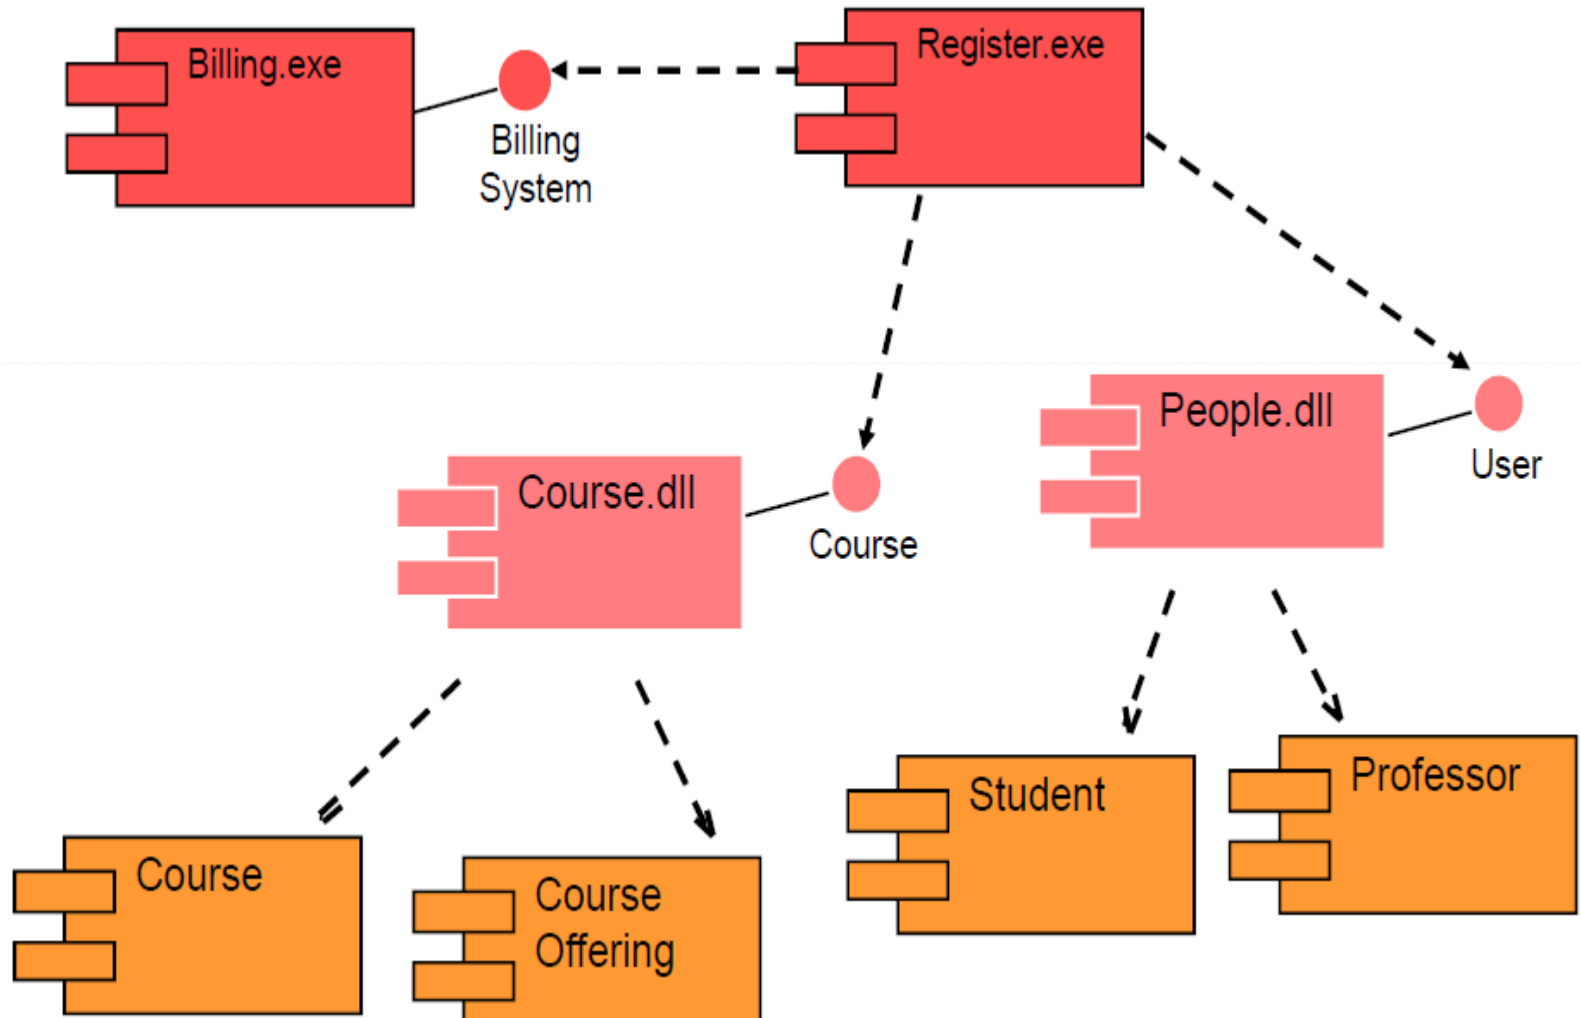 Billing.exe
Register.exe
Billing
System
People.dll
User
Course.dll
Course
Student
Professor
Course
Course
Offering